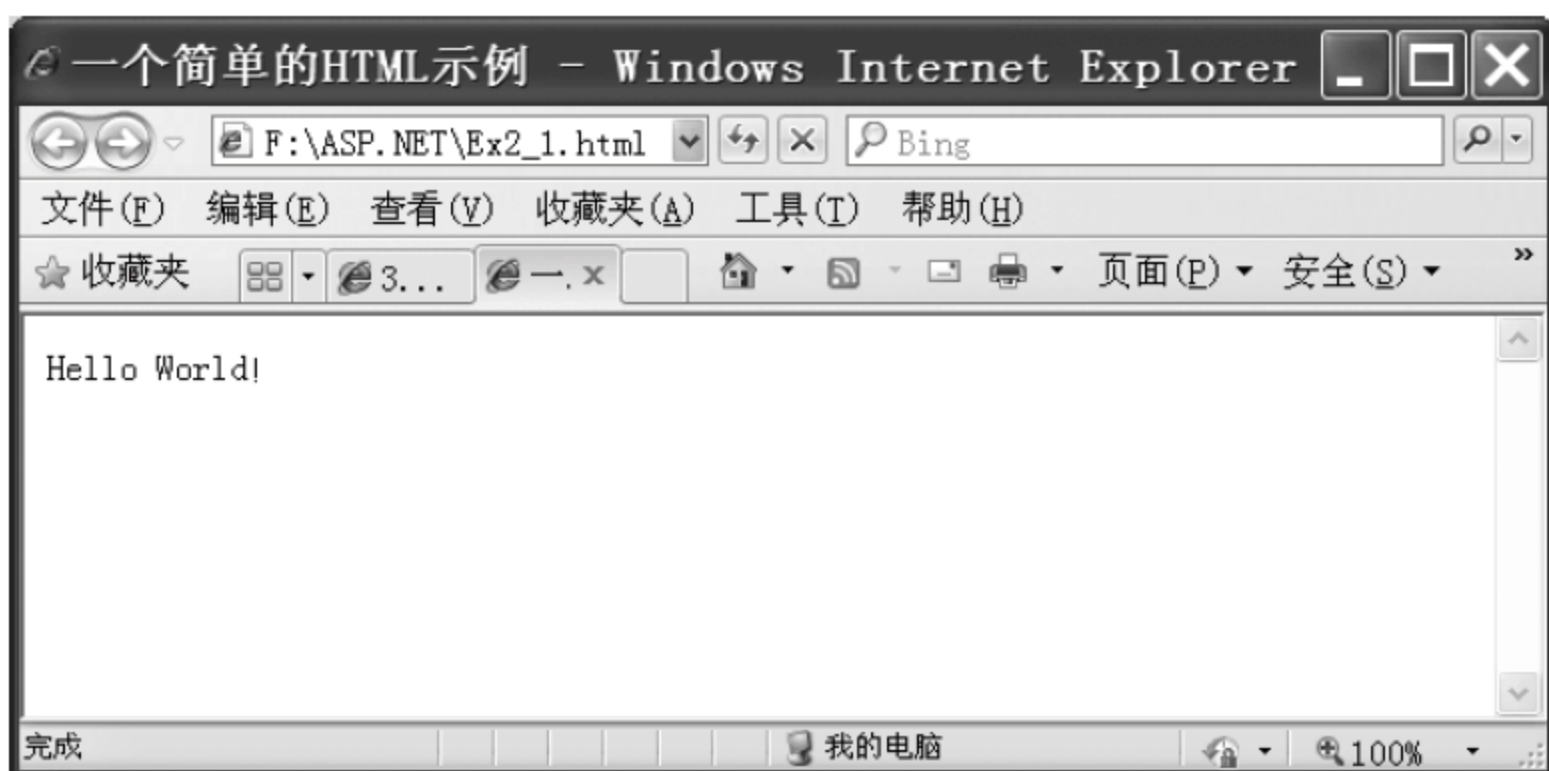 一个简单的HTML示例 - Windows Internet Explorer
F:\ASP.NET\Ex2_1.html Bing
文件(F) 编辑(E) 查看(V) 收藏夹(A) 工具(T) 帮助(H)
收藏夹 3... 一. 页面(P) 安全(S) »
Hello World!
完成 我的电脑 100%